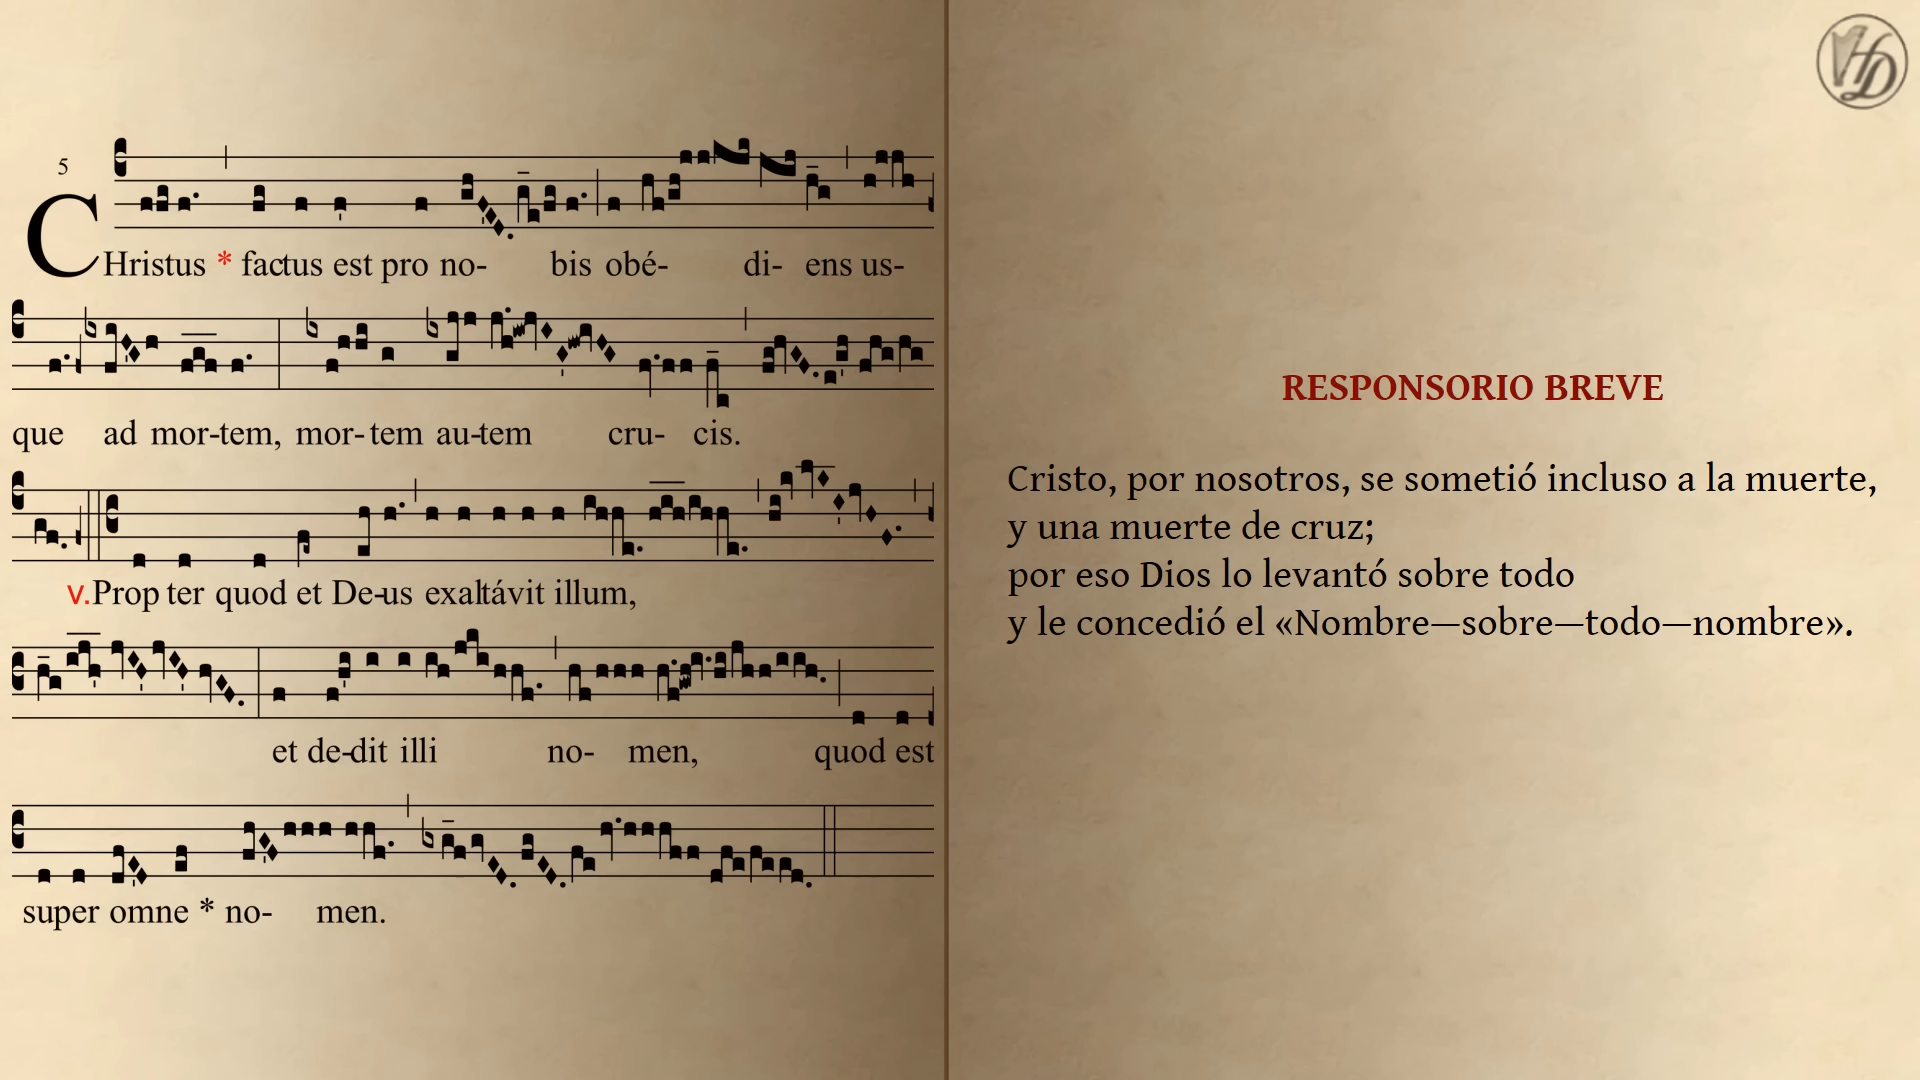 5
CHristus * factus est pro no- bis obé- di- ens us-
que ad mor-tem, mor-tem au-tem cru- cis.
v.Propter quod et De-us exaltávit illum,
et de-dit illi no- men, quod est
super omne * no- men.
HD
RESPONSORIO BREVE
Cristo, por nosotros, se sometió incluso a la muerte,
y una muerte de cruz;
por eso Dios lo levantó sobre todo
y le concedió el «Nombre—sobre—todo—nombre».